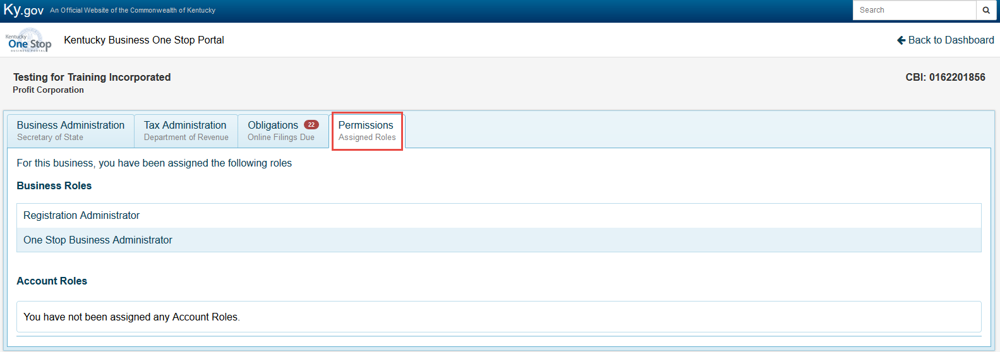 Ky.gov An Official Website of the Commonwealth of Kentucky
Search
Kentucky
One Stop
BUSINESS PORTAL
Kentucky Business One Stop Portal
Back to Dashboard
Testing for Training Incorporated
CBI: 0162201856
Profit Corporation
Business Administration
Secretary of State
Tax Administration
Department of Revenue
Obligations 22
Online Filings Due
Permissions
Assigned Roles
For this business, you have been assigned the following roles
Business Roles
Registration Administrator
One Stop Business Administrator
Account Roles
You have not been assigned any Account Roles.